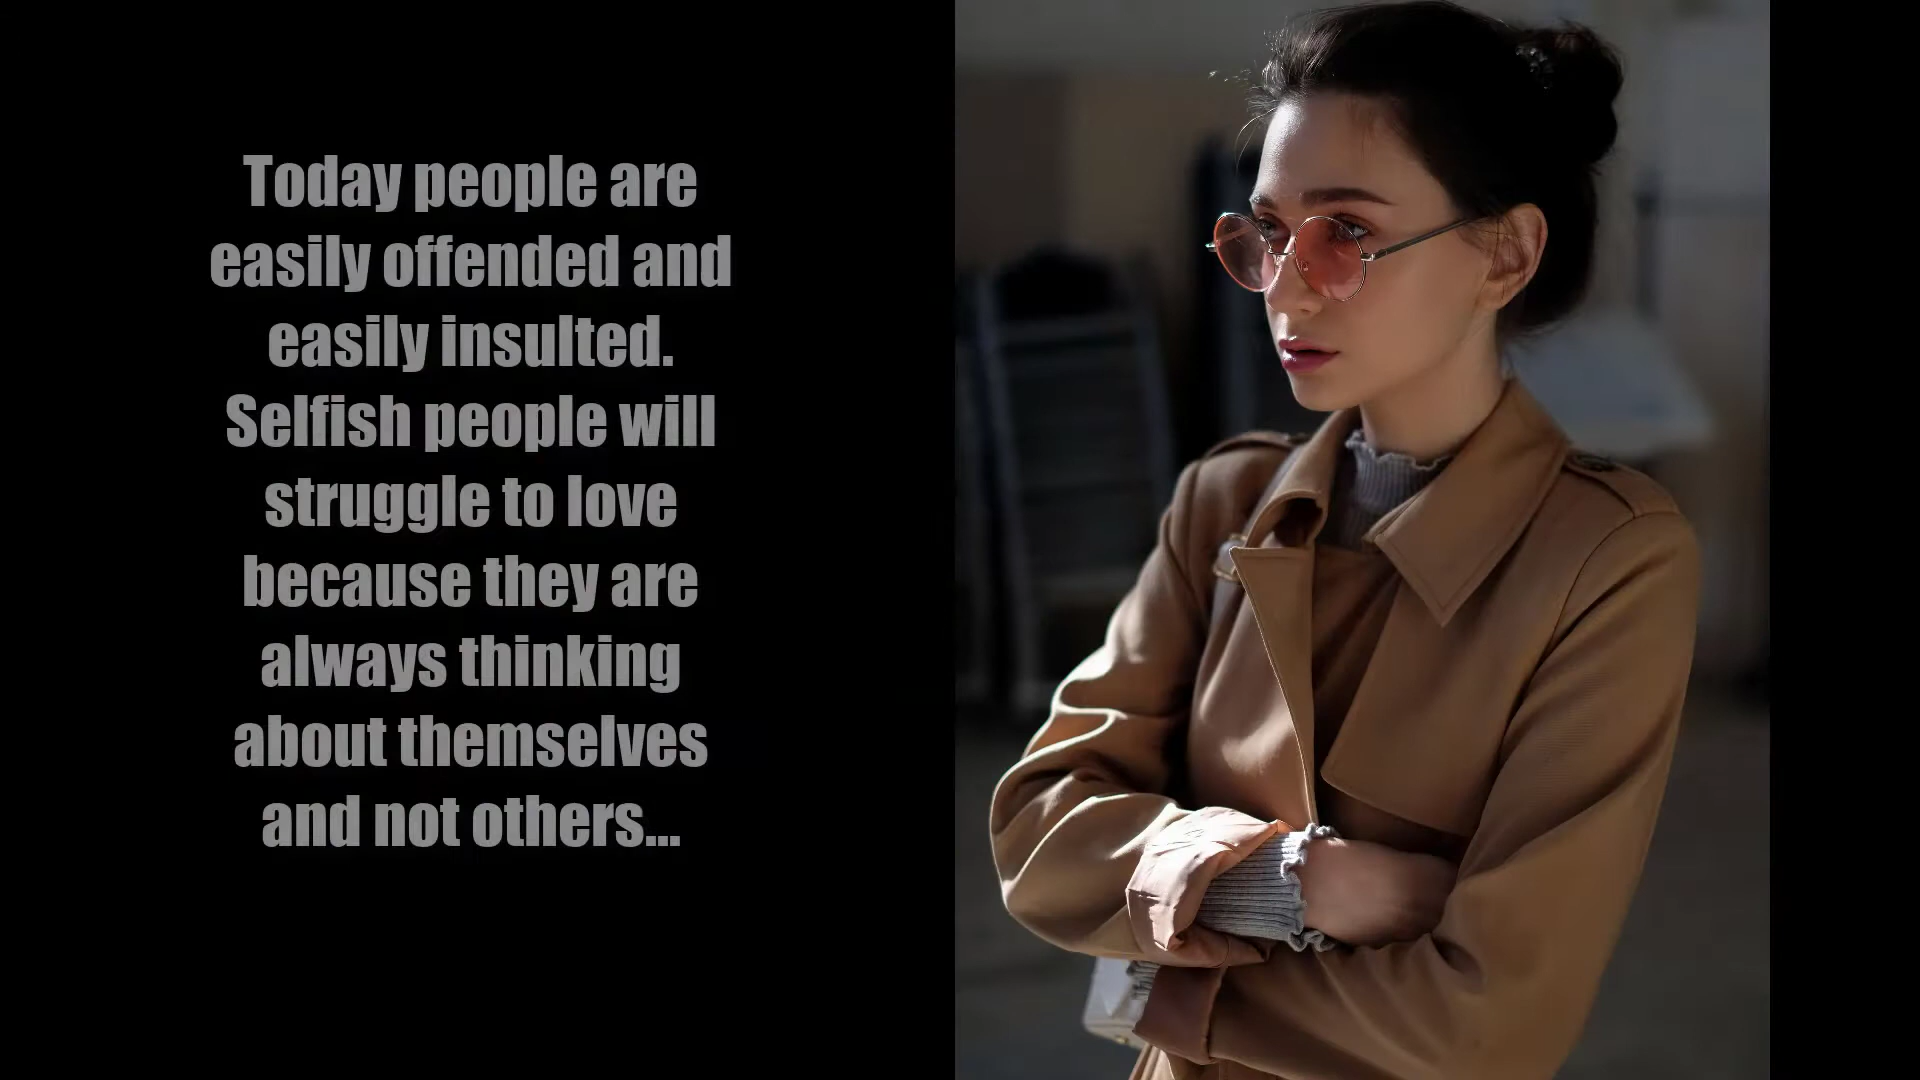 Today people are
easily offended and
easily insulted.
Selfish people will
struggle to love
because they are
always thinking
about themselves
and not others...